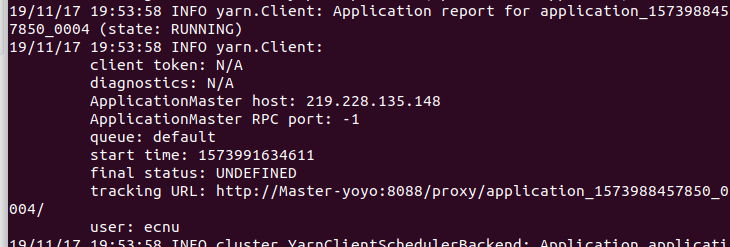 19/11/17 19:53:58 INFO yarn.Client: Application report for application_157398845
7850_0004 (state: RUNNING)
19/11/17 19:53:58 INFO yarn.Client:
client token: N/A
diagnostics: N/A
ApplicationMaster host: 219.228.135.148
ApplicationMaster RPC port: -1
queue: default
start time: 1573991634611
final status: UNDEFINED
tracking URL: http://Master-yoyo:8088/proxy/application_1573988457850_0
004/
user: ecnu
19/11/17 19:53:58 INFO cluster.YarnClientSchedulerBackend: Application applicati